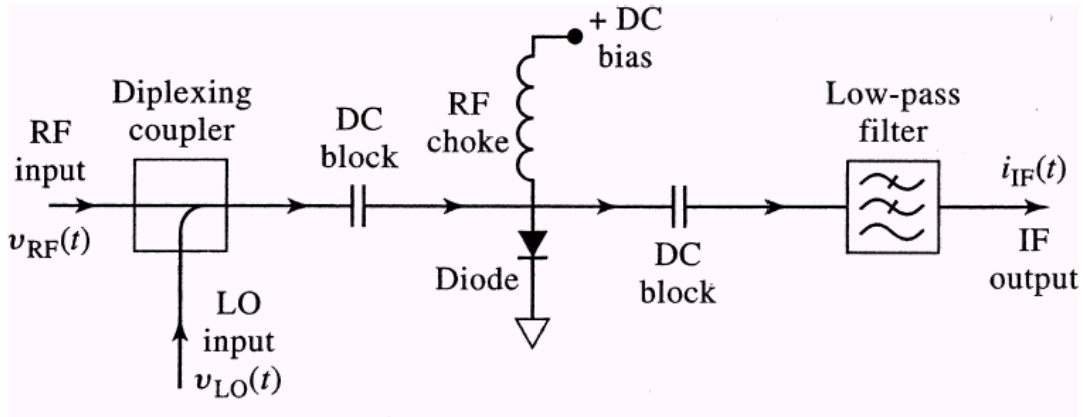 + DC
bias
Diplexing
coupler
RF
input
DC
block
RF
choke
Low-pass
filter
v_RF(t)
i_IF(t)
IF
output
Diode
DC
block
LO
input
v_LO(t)